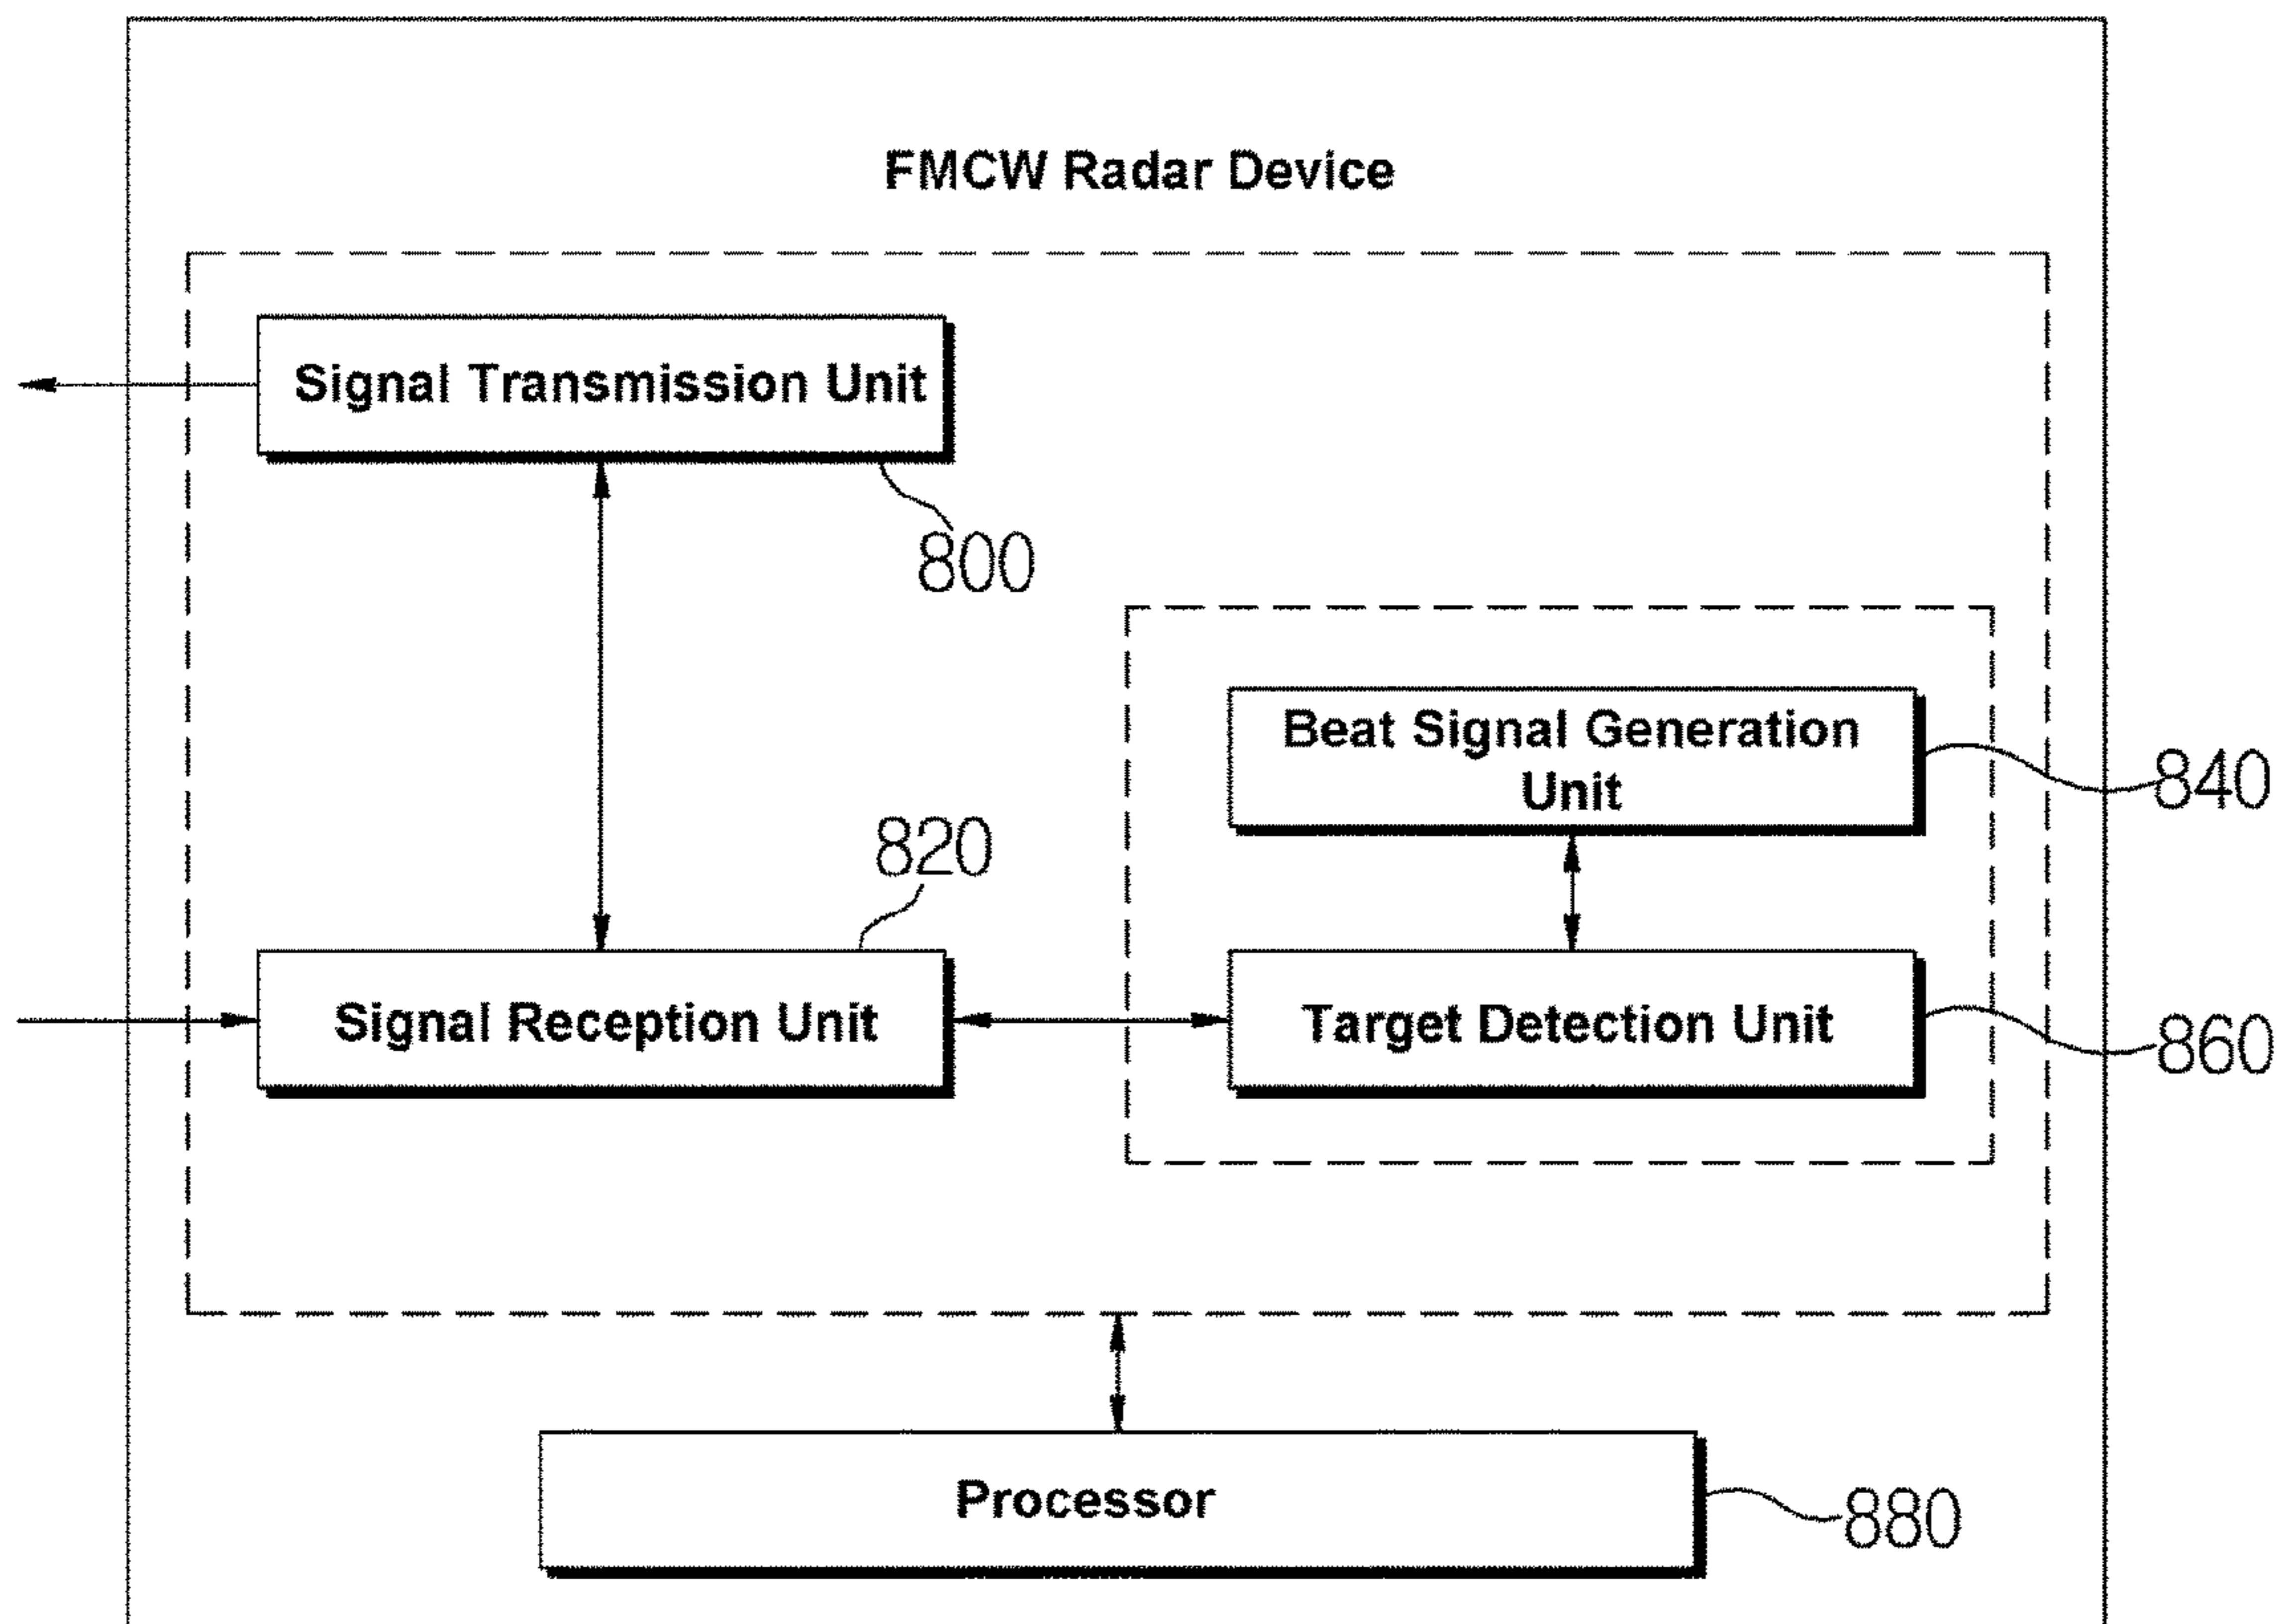 FMCW Radar Device
Signal Transmission Unit
800
Beat Signal Generation
Unit
840
820
Signal Reception Unit
Target Detection Unit
860
Processor
880